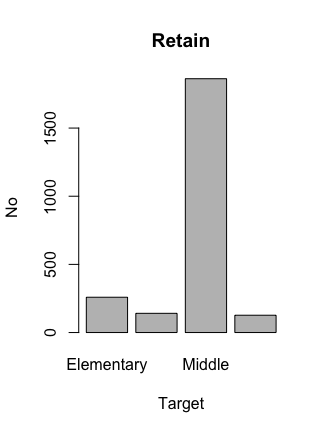 Retain
No
1500
1000
500
0
Elementary
Middle
Target